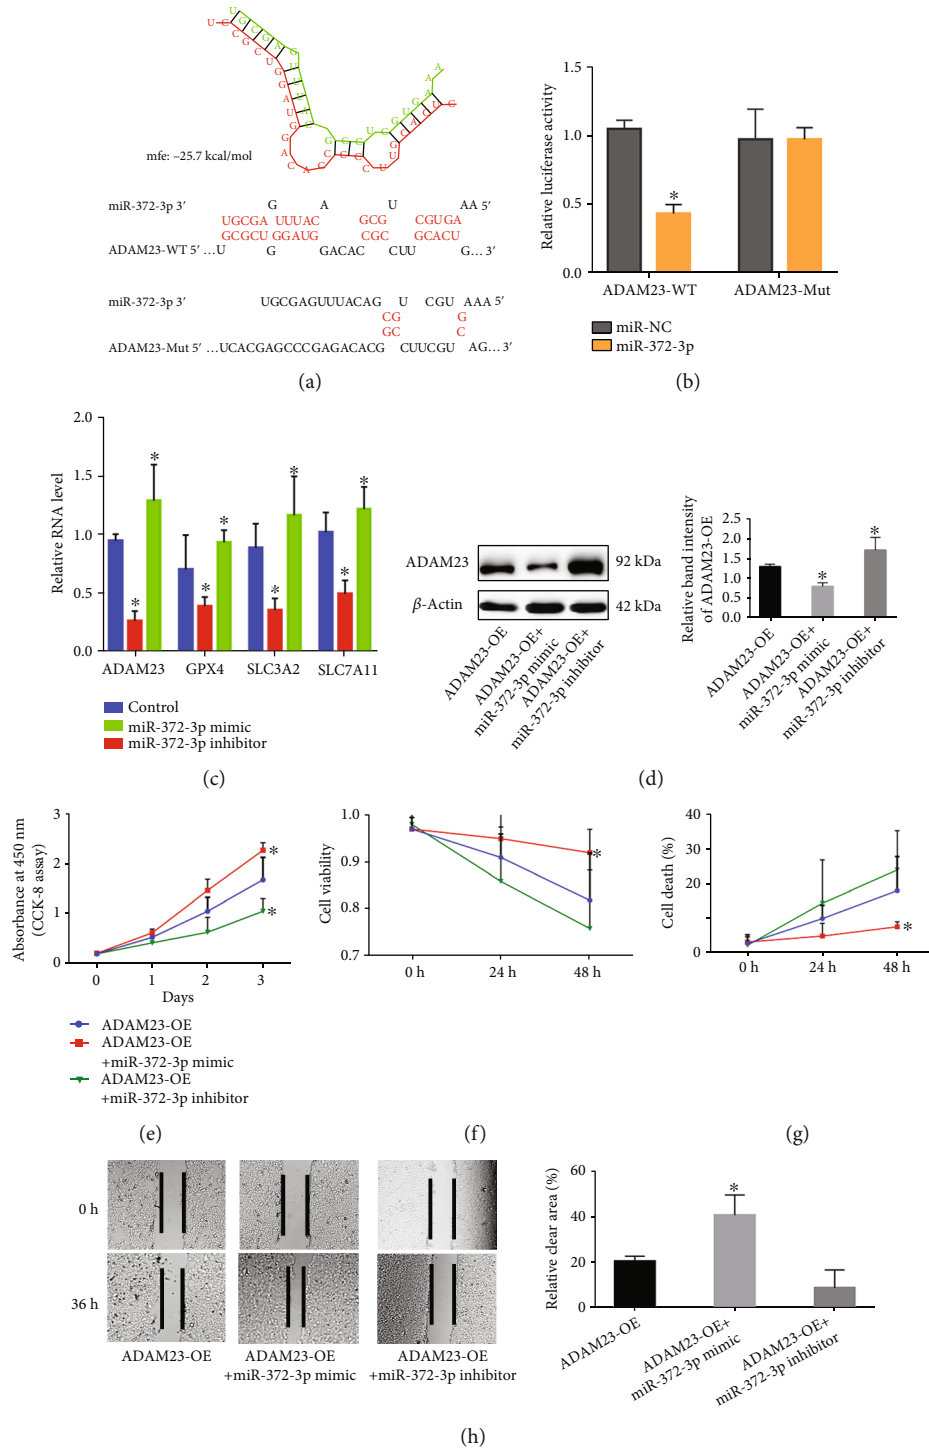 mfe: –25.7 kcal/mol
miR-372-3p 3′ G A U AA 5′
UGCGA UUUAC GCG CGUGA
GCGCU GGAUG CGC GCACU
ADAM23-WT 5′ ...U G GACAC CUU G... 3′
miR-372-3p 3′ UGCGAGUUUACAG U CGU AAA 5′
CG G
GC C
ADAM23-Mut 5′ ...UCACGAGCCCGAGACACG CUUCGU AG... 3′
(a)
Relative luciferase activity
1.5
1.0
0.5
0.0
*
ADAM23-WT ADAM23-Mut
miR-NC
miR-372-3p
(b)
Relative RNA level
2.0
1.5
1.0
0.5
0.0
* * * * * * * *
ADAM23 GPX4 SLC3A2 SLC7A11
Control
miR-372-3p mimic
miR-372-3p inhibitor
(c)
ADAM23 92 kDa
β-Actin 42 kDa
ADAM23-OE
ADAM23-OE+
miR-372-3p mimic
ADAM23-OE+
miR-372-3p inhibitor
Relative band intensity
of ADAM23-OE
2.5
2.0
1.5
1.0
0.5
0.0
* *
ADAM23-OE
ADAM23-OE+
miR-372-3p mimic
ADAM23-OE+
miR-372-3p inhibitor
(d)
Absorbance at 450 nm
(CCK-8 assay)
3
2
1
0
* *
0 1 2 3
Days
ADAM23-OE
ADAM23-OE
+miR-372-3p mimic
ADAM23-OE
+miR-372-3p inhibitor
(e)
Cell viability
1.0
0.9
0.8
0.7
*
0 h 24 h 48 h
(f)
Cell death (%)
40
30
20
0
*
0 h 24 h 48 h
(g)
0 h
36 h
ADAM23-OE
ADAM23-OE
+miR-372-3p mimic
ADAM23-OE
+miR-372-3p inhibitor
Relative clear area (%)
60
40
20
0
*
ADAM23-OE
ADAM23-OE+
miR-372-3p mimic
ADAM23-OE+
miR-372-3p inhibitor
(h)